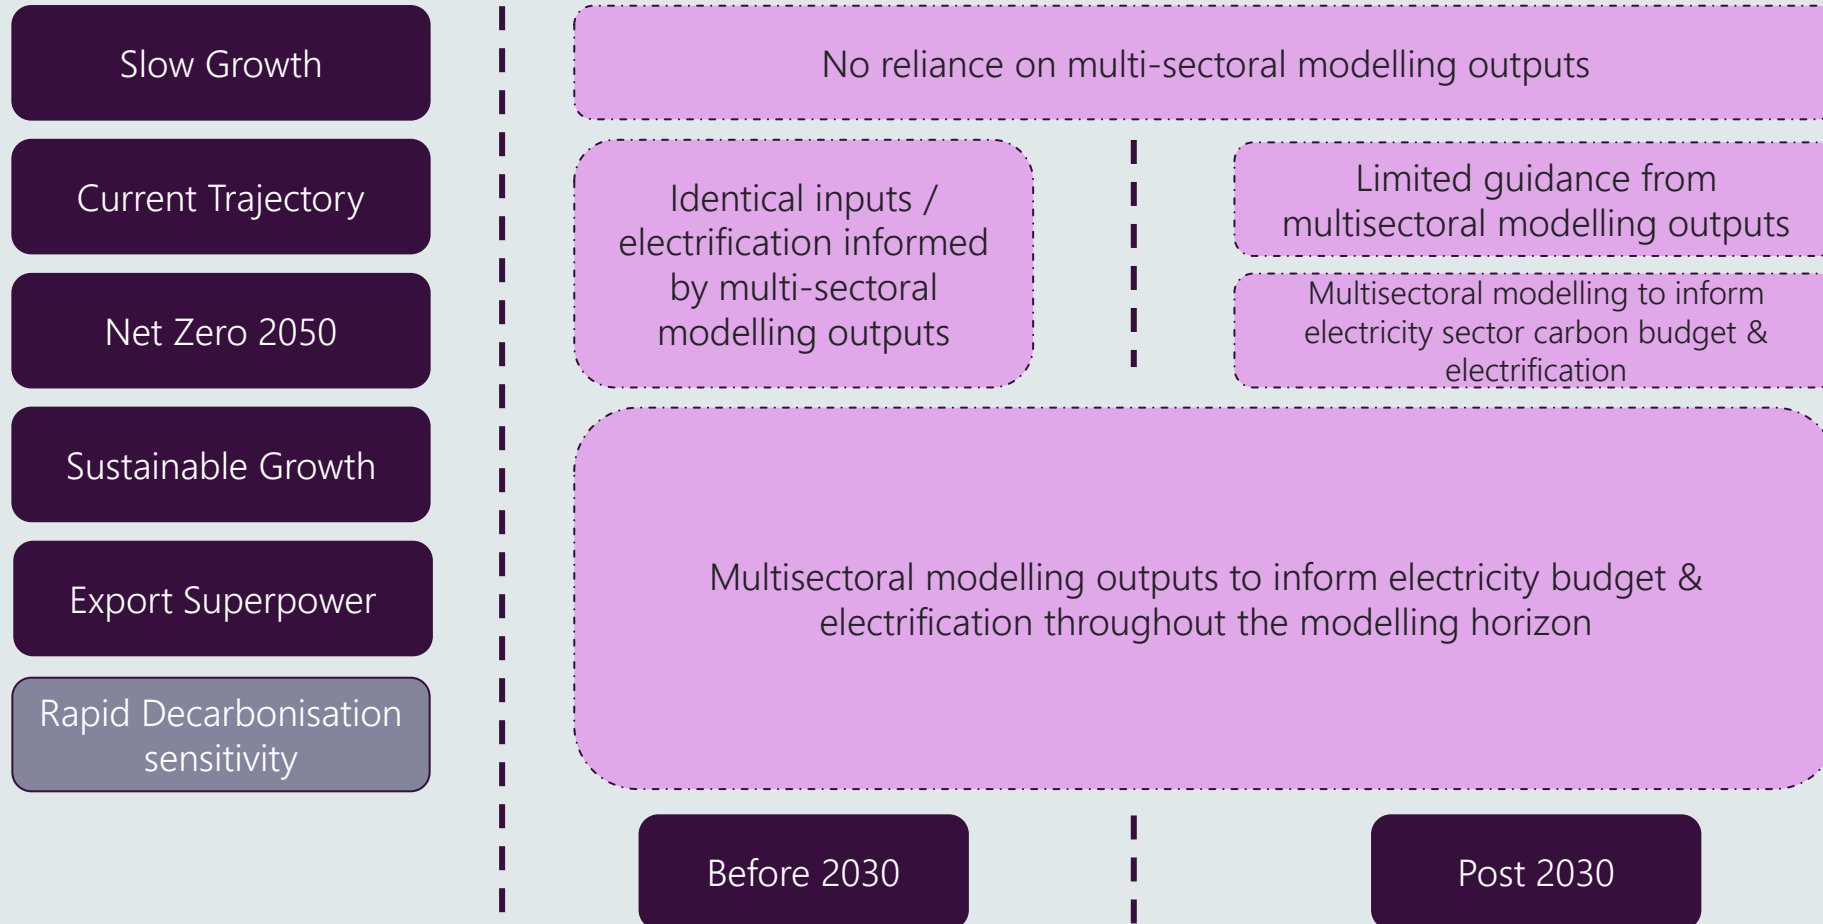 Slow Growth
No reliance on multi-sectoral modelling outputs
Current Trajectory
Identical inputs /
electrification informed
by multi-sectoral
modelling outputs
Limited guidance from
multisectoral modelling outputs
Net Zero 2050
Multisectoral modelling to inform
electricity sector carbon budget &
electrification
Sustainable Growth
Export Superpower
Rapid Decarbonisation
sensitivity
Multisectoral modelling outputs to inform electricity budget &
electrification throughout the modelling horizon
Before 2030
Post 2030